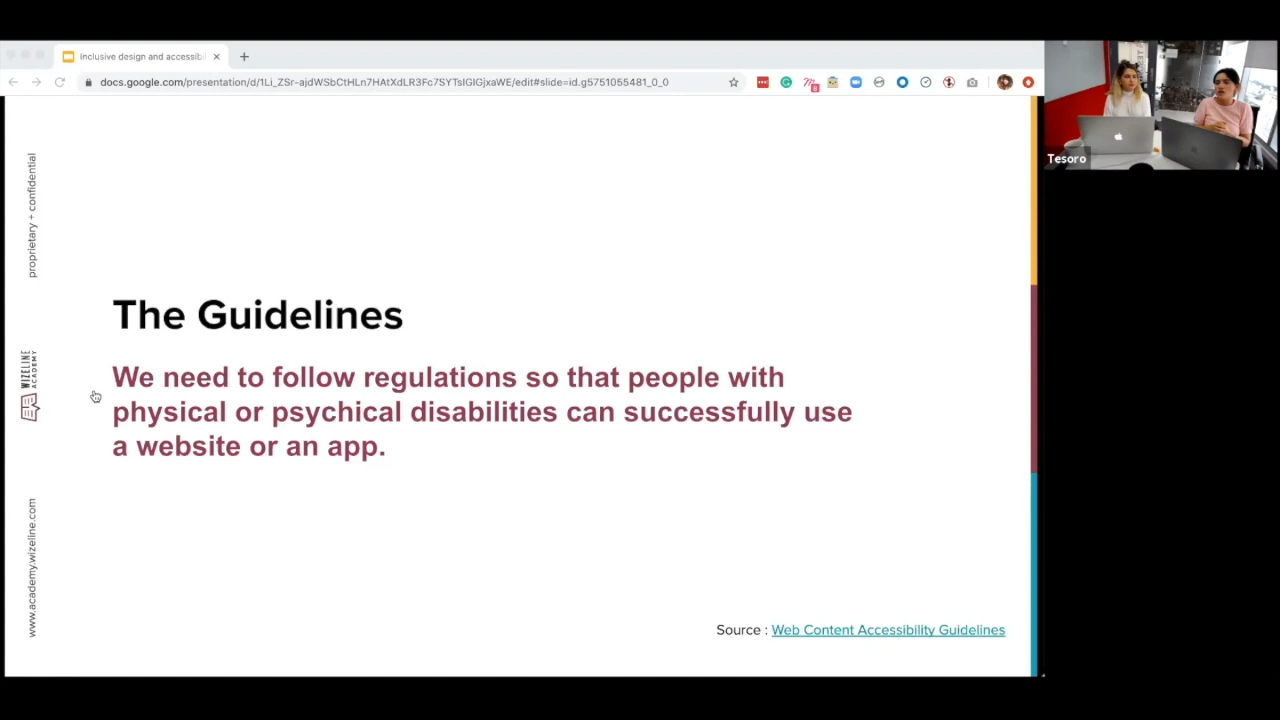 Inclusive design and accessibi
docs.google.com/presentation/d/1Li_ZSr-ajdWSbCtHLn7HAtXdLR3Fc7SYTsIGIGjxaWE/edit#slide=id.g5751055481_0_0
Tesoro
proprietary + confidential
WIZELINE
ACADEMY
www.academy.wizeline.com
The Guidelines
We need to follow regulations so that people with
physical or psychical disabilities can successfully use
a website or an app.
Source : Web Content Accessibility Guidelines